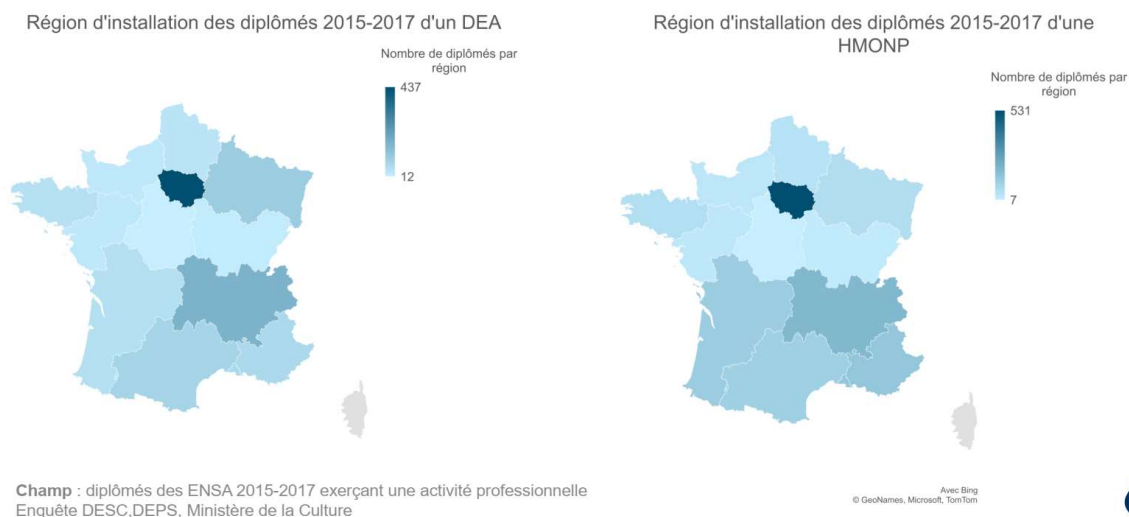 Région d'installation des diplômés 2015-2017 d'un DEA
Nombre de diplômés par
région
437
12
Région d'installation des diplômés 2015-2017 d'une
HMONP
Nombre de diplômés par
région
531
7
Champ : diplômés des ENSA 2015-2017 exerçant une activité professionnelle
Enquête DESC,DEPS, Ministère de la Culture
Avec Bing
© GeoNames, Microsoft, TomTom